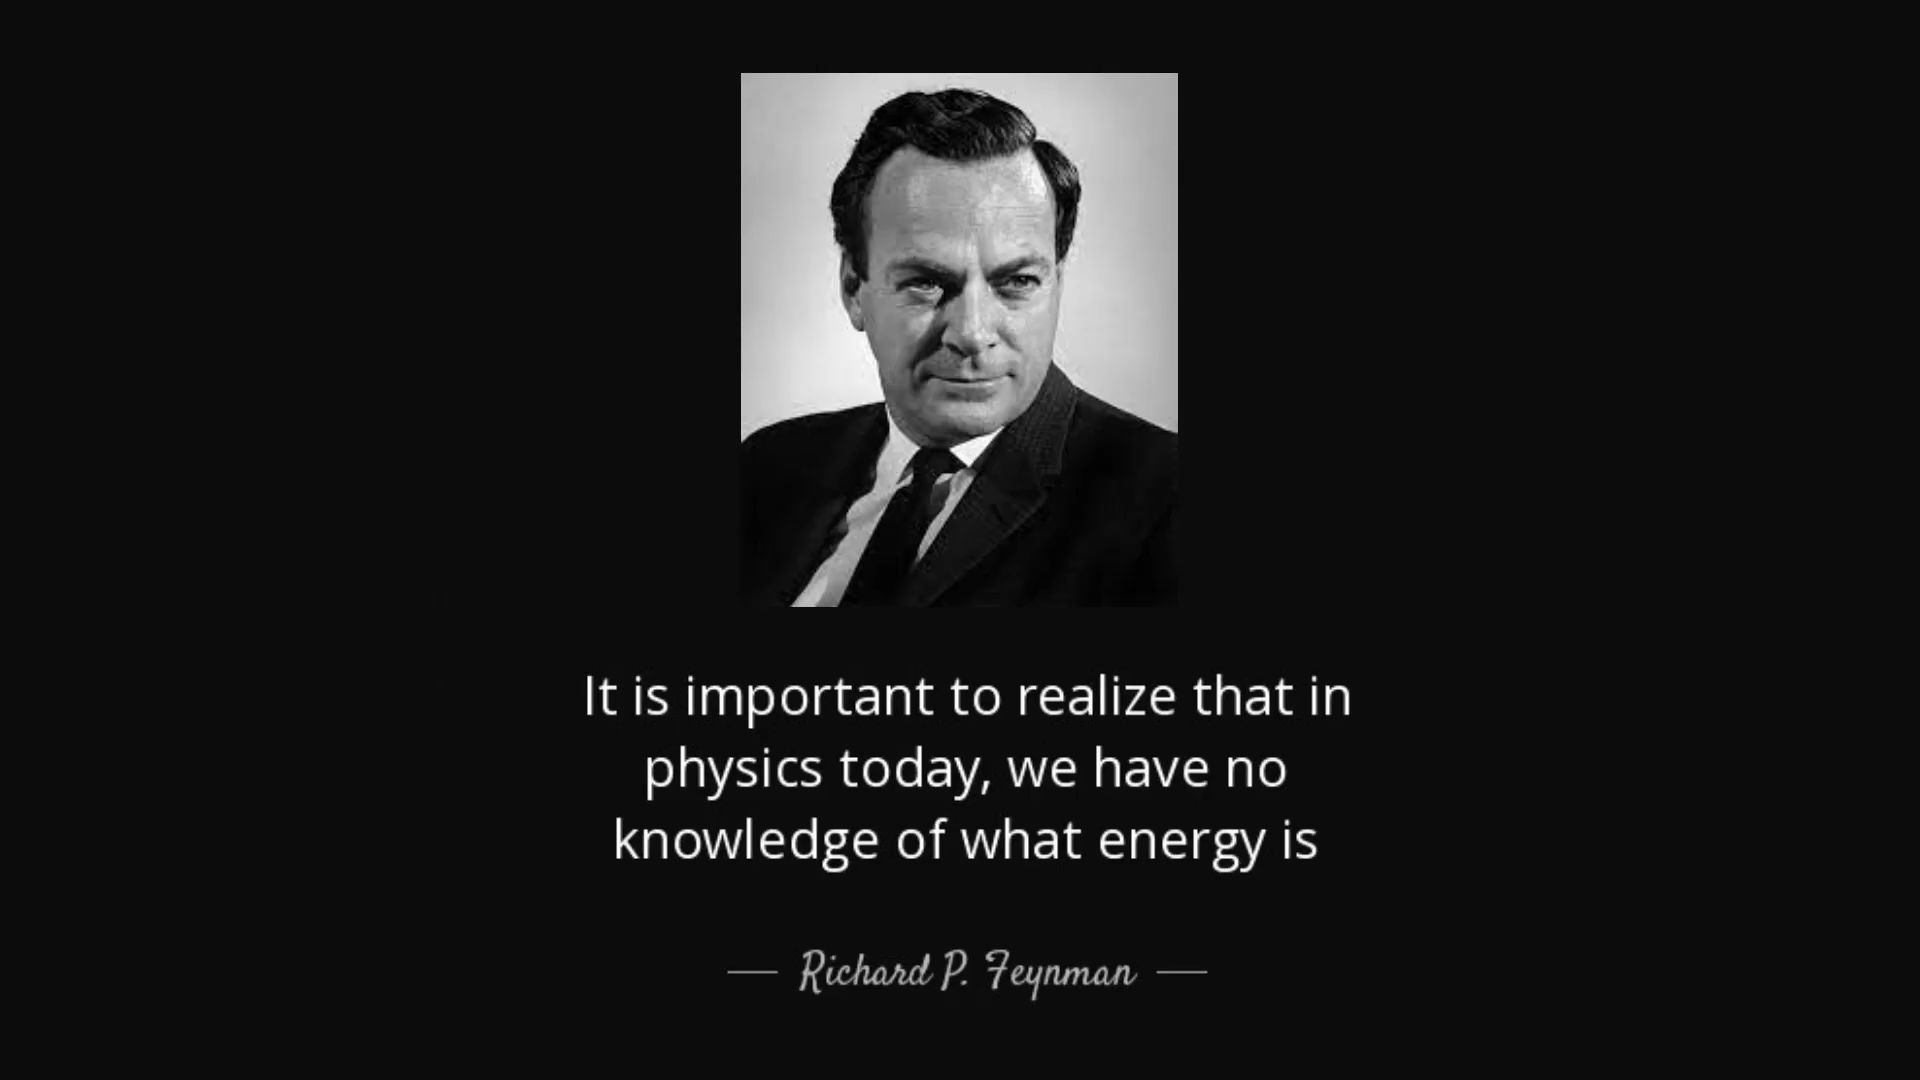 It is important to realize that in
physics today, we have no
knowledge of what energy is
Richard P. Feynman